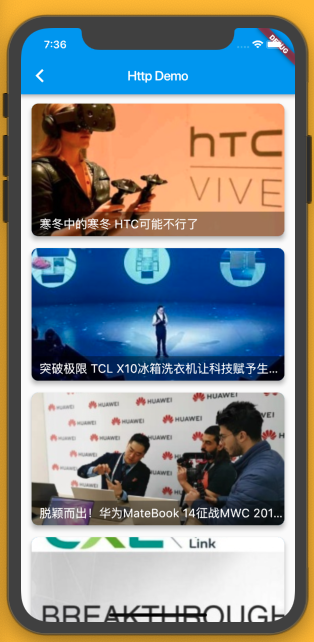 7:36
DEBUG
Http Demo
hTC
VIVE
寒冬中的寒冬 HTC可能不行了
突破极限 TCL X10冰箱洗衣机让科技赋予生...
HUAWEI
HUAWEI
HUAWEI
HUAWEI
HUAWEI
脱颖而出！华为MateBook 14征战MWC 201...
CXL
Link
BREAKTHROUGH